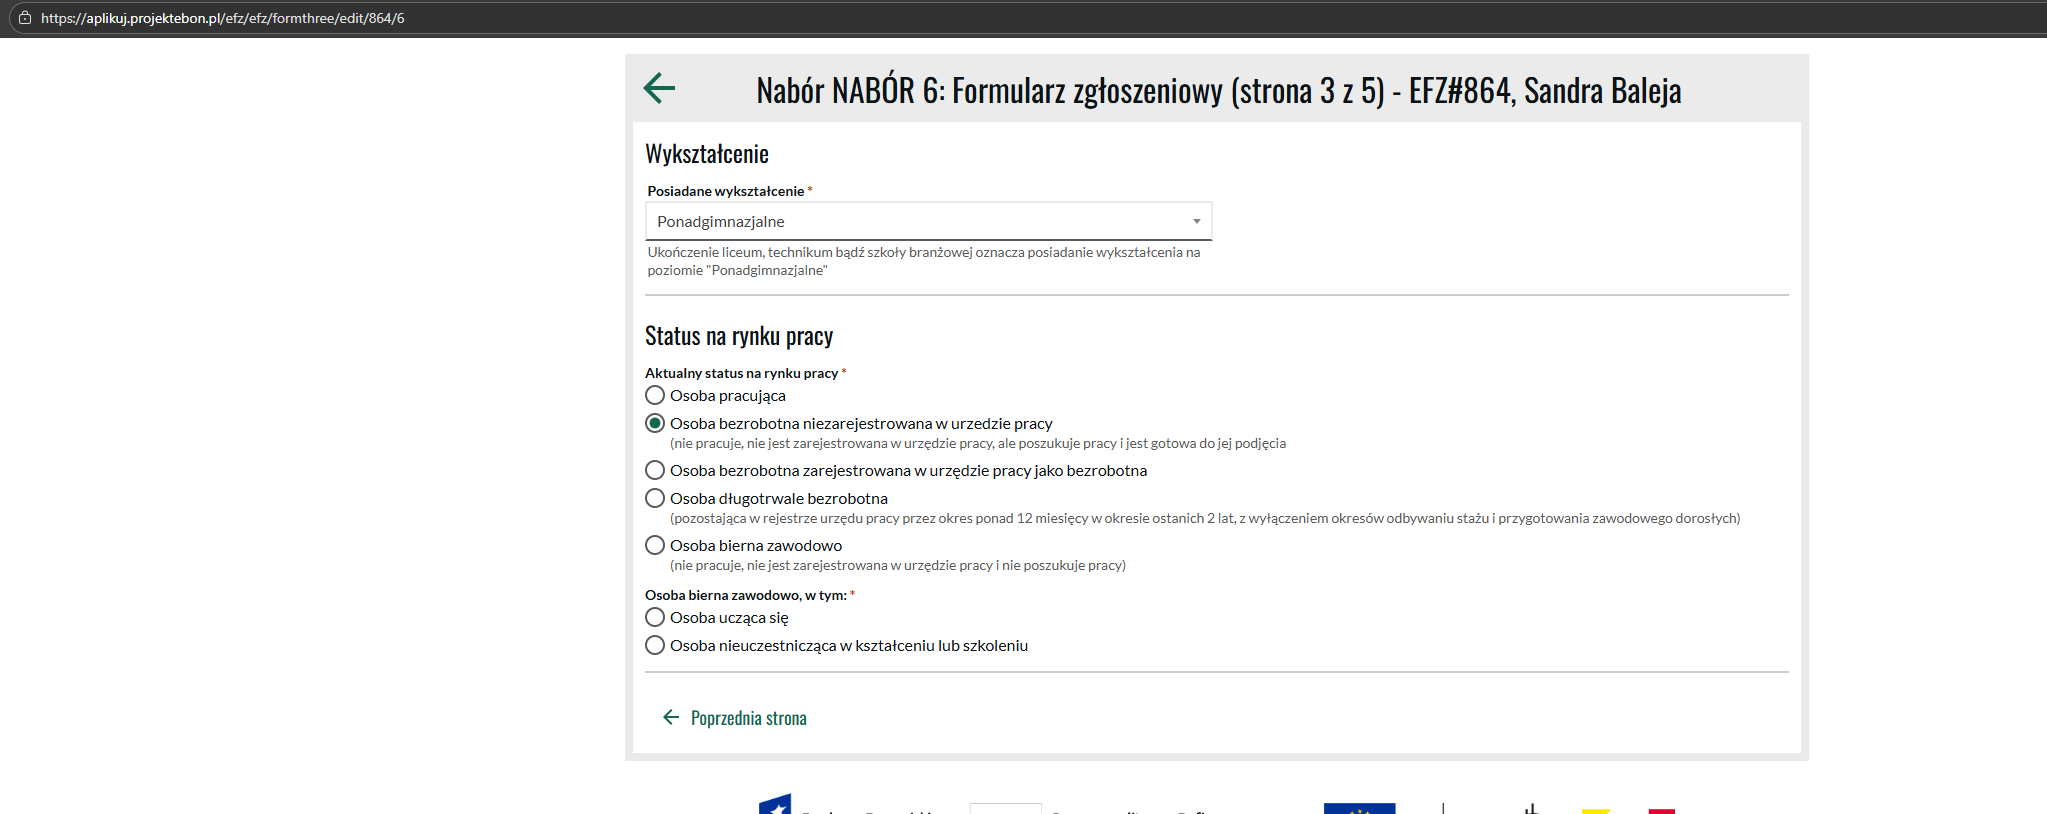 https://aplikuj.projektebon.pl/efz/efz/formthree/edit/864/6
Nabór NABÓR 6: Formularz zgłoszeniowy (strona 3 z 5) - EFZ#864, Sandra Baleja
Wykształcenie
Posiadane wykształcenie *
Ponadgimnazjalne
Ukończenie liceum, technikum bądź szkoły branżowej oznacza posiadanie wykształcenia na
poziomie "Ponadgimnazjalne"
Status na rynku pracy
Aktualny status na rynku pracy *
Osoba pracująca
Osoba bezrobotna niezarejestrowana w urzedzie pracy
(nie pracuje, nie jest zarejestrowana w urzędzie pracy, ale poszukuje pracy i jest gotowa do jej podjęcia
Osoba bezrobotna zarejestrowana w urzędzie pracy jako bezrobotna
Osoba długotrwale bezrobotna
(pozostająca w rejestrze urzędu pracy przez okres ponad 12 miesięcy w okresie ostanich 2 lat, z wyłączeniem okresów odbywaniu stażu i przygotowania zawodowego dorosłych)
Osoba bierna zawodowo
(nie pracuje, nie jest zarejestrowana w urzędzie pracy i nie poszukuje pracy)
Osoba bierna zawodowo, w tym: *
Osoba ucząca się
Osoba nieuczestnicząca w kształceniu lub szkoleniu
Poprzednia strona